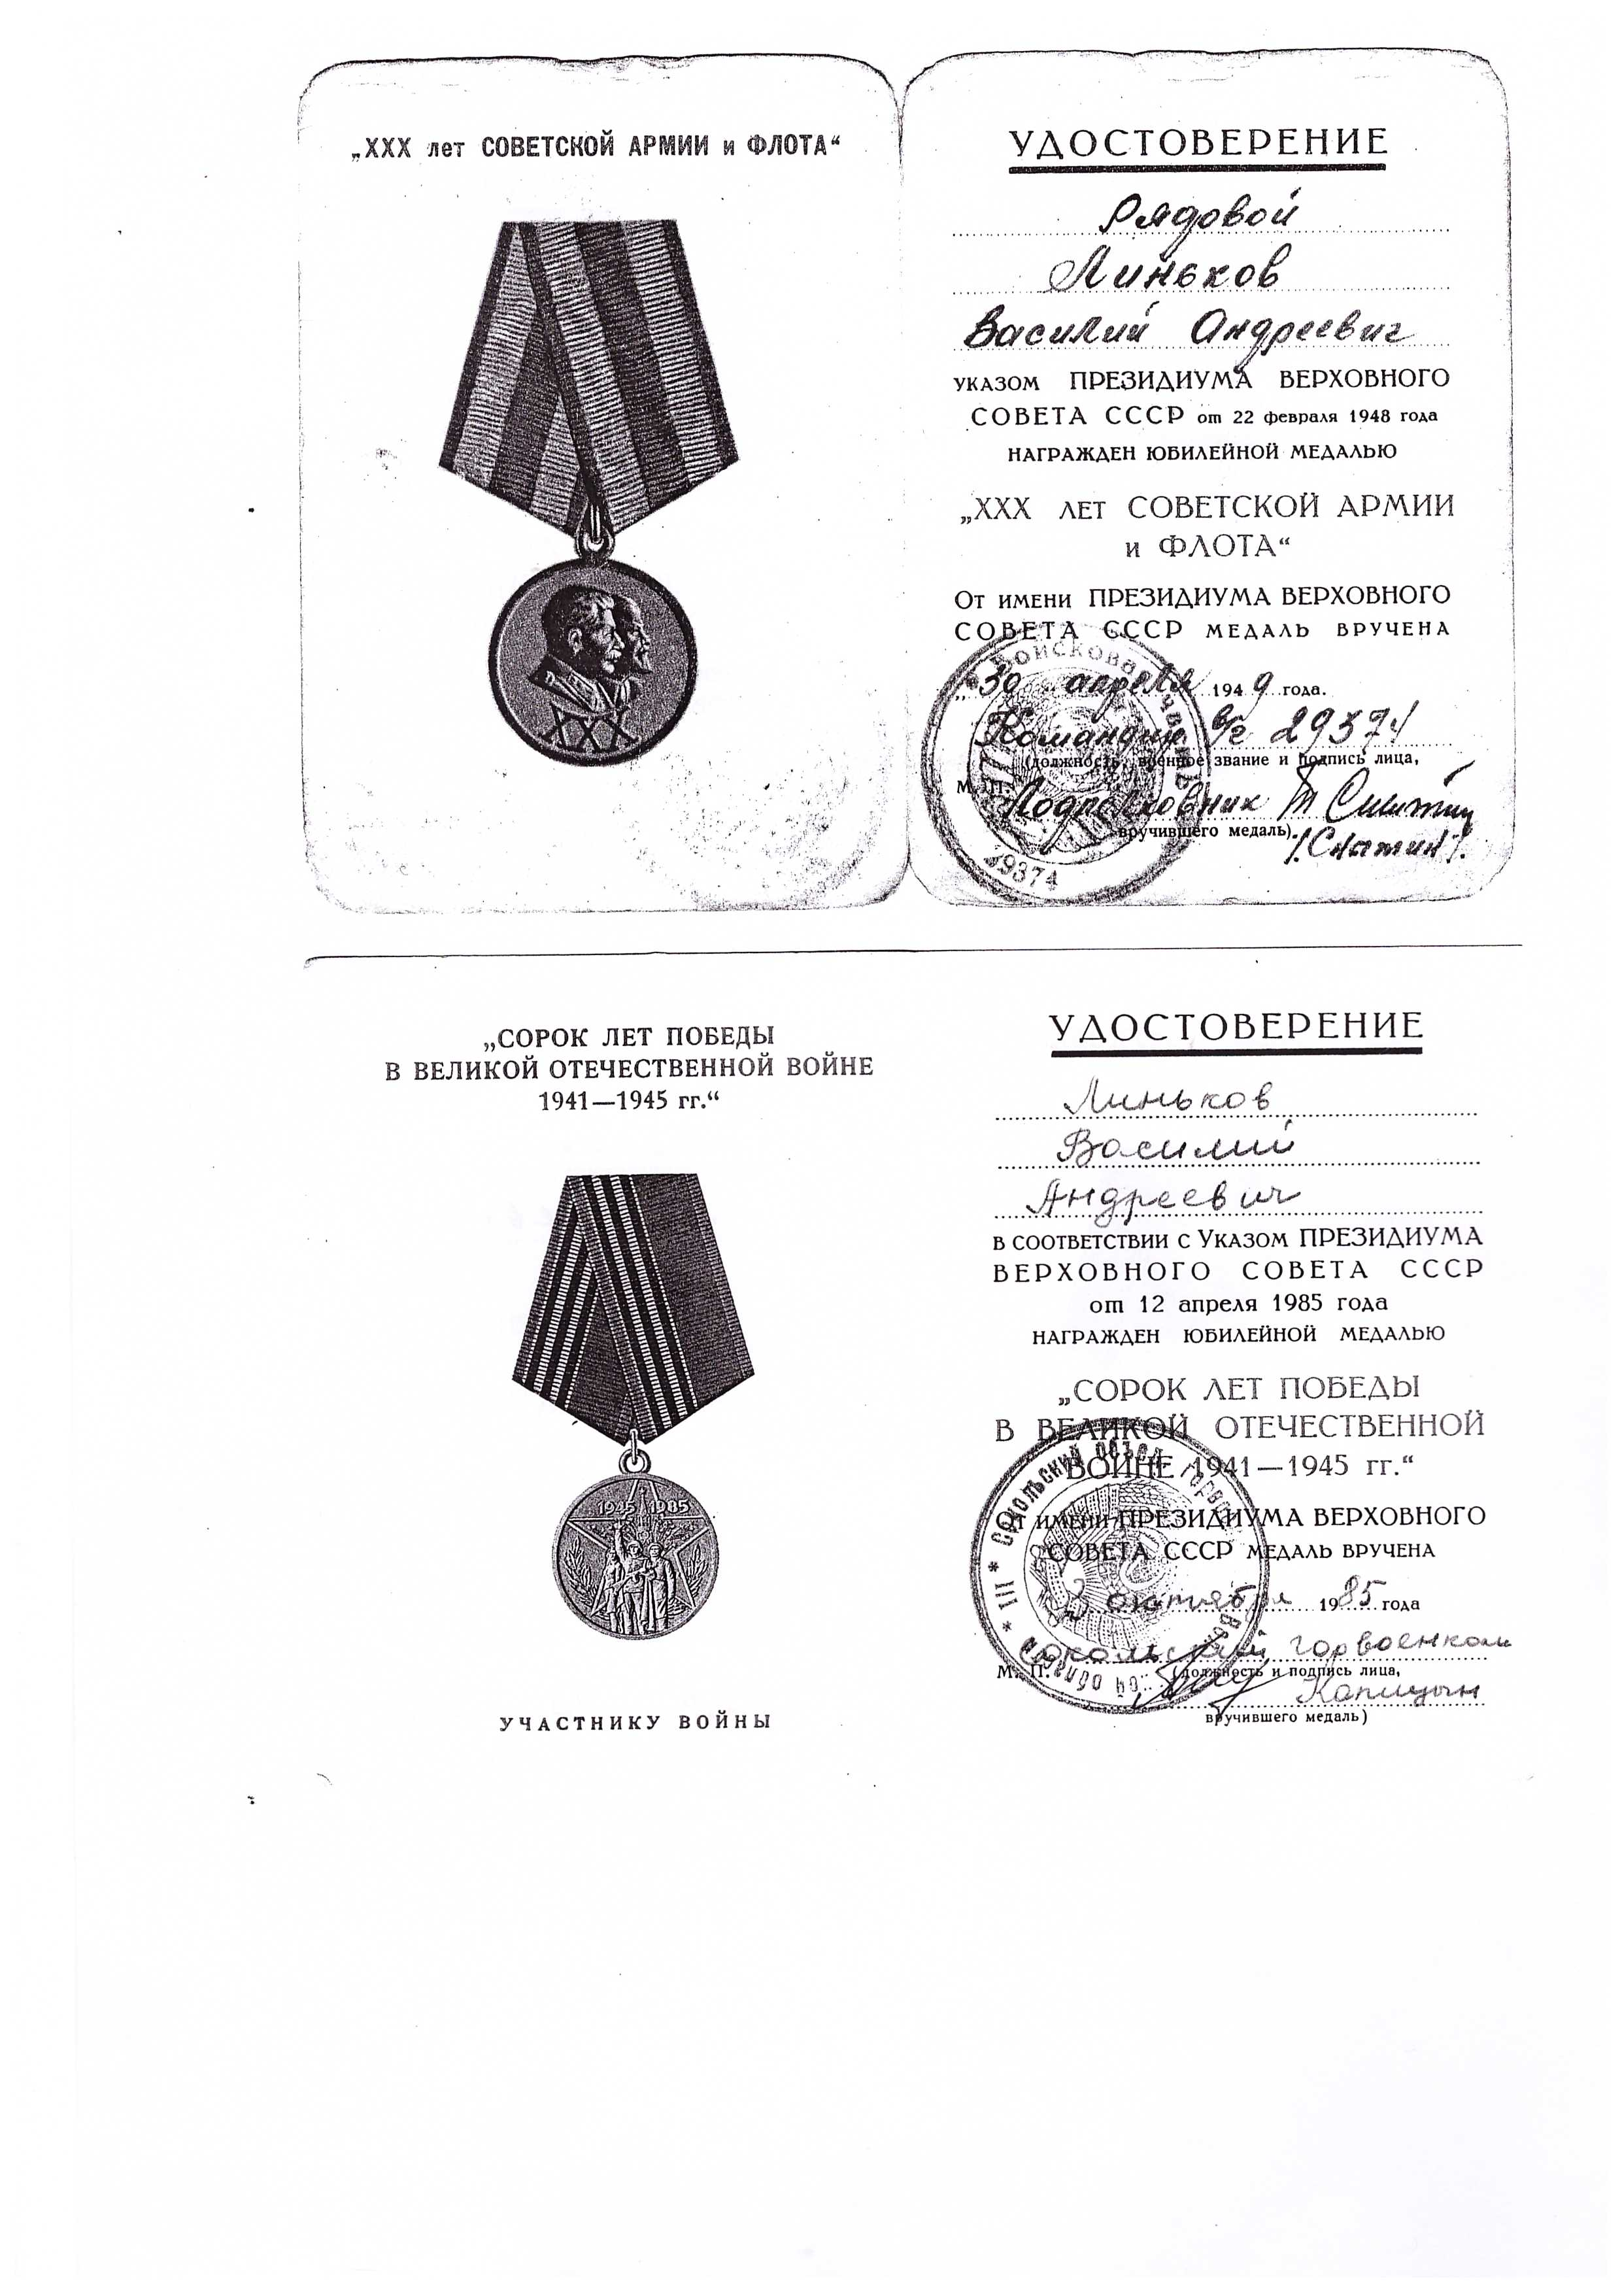 „XXX лет СОВЕТСКОЙ АРМИИ и ФЛОТА“
XXX
УДОСТОВЕРЕНИЕ
Рядовой
Линьков
Василий Андреевич
УКАЗОМ ПРЕЗИДИУМА ВЕРХОВНОГО
СОВЕТА СССР от 22 февраля 1948 года
НАГРАЖДЕН ЮБИЛЕЙНОЙ МЕДАЛЬЮ
„XXX ЛЕТ СОВЕТСКОЙ АРМИИ
и ФЛОТА“
От имени ПРЕЗИДИУМА ВЕРХОВНОГО
СОВЕТА СССР МЕДАЛЬ ВРУЧЕНА
„30 апреля 1949 года.
Командир в/ч 29374
(должность, военное звание и подпись лица,
М. П.
Подполковник
вручившего медаль).
Войсковая часть
29374
„СОРОК ЛЕТ ПОБЕДЫ
В ВЕЛИКОЙ ОТЕЧЕСТВЕННОЙ ВОЙНЕ
1941—1945 гг.“
1945 1985
УЧАСТНИКУ ВОЙНЫ
УДОСТОВЕРЕНИЕ
Линьков
Василий
Андреевич
В СООТВЕТСТВИИ С УКАЗОМ ПРЕЗИДИУМА
ВЕРХОВНОГО СОВЕТА СССР
от 12 апреля 1985 года
НАГРАЖДЕН ЮБИЛЕЙНОЙ МЕДАЛЬЮ
„СОРОК ЛЕТ ПОБЕДЫ
В ВЕЛИКОЙ ОТЕЧЕСТВЕННОЙ
ВОЙНЕ 1941—1945 гг.“
От имени ПРЕЗИДИУМА ВЕРХОВНОГО
СОВЕТА СССР МЕДАЛЬ ВРУЧЕНА
октября 1985 года
Сокольский горвоенком
М. П. (должность и подпись лица,
Капицын
вручившего медаль)